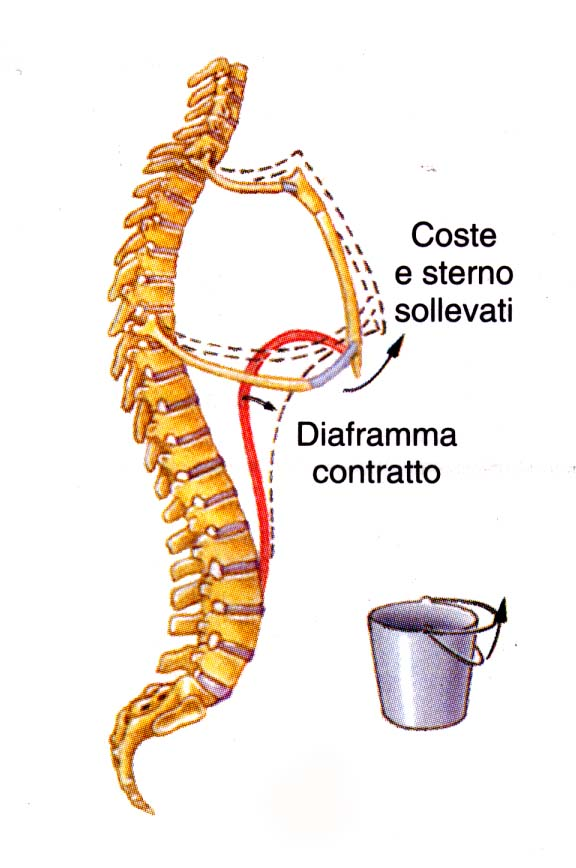 Coste
e sterno
sollevati
Diaframma
contratto